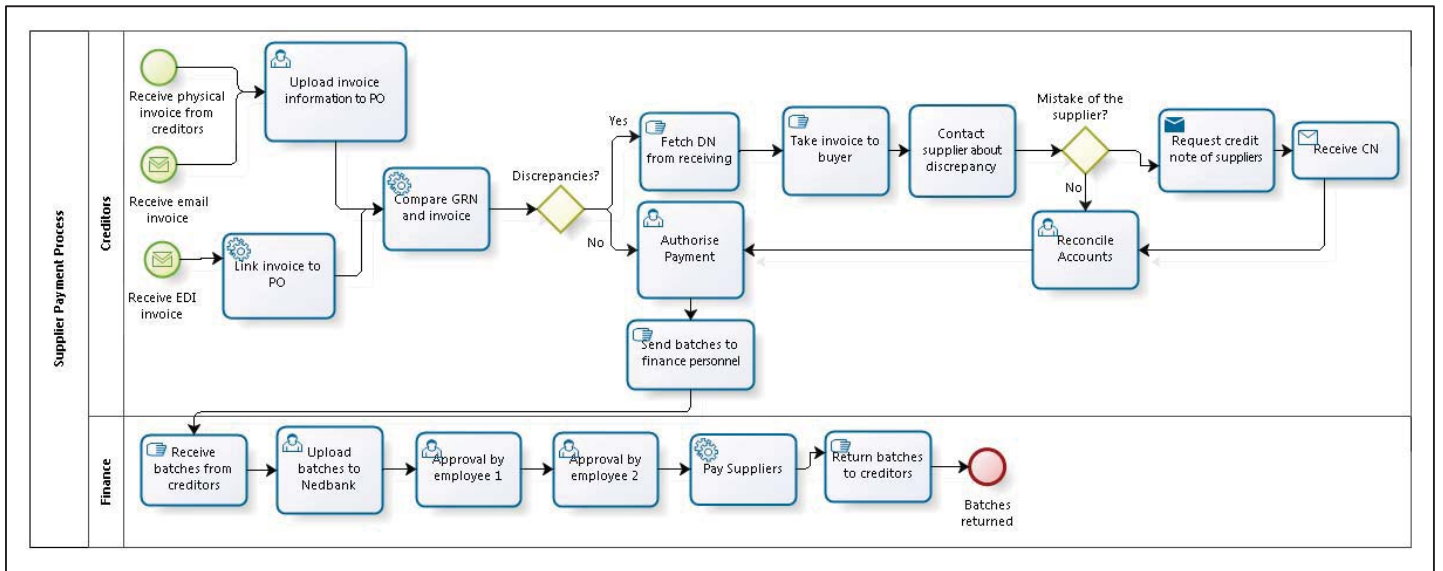 Supplier Payment Process
Creditors
Receive physical
invoice from
creditors
Receive email
invoice
Receive EDI
invoice
Upload invoice
information to PO
Link invoice to
PO
Compare GRN
and invoice
Discrepancies?
Yes
No
Fetch DN
from receiving
Take invoice to
buyer
Contact
supplier about
discrepancy
Mistake of the
supplier?
No
Request credit
note of suppliers
Receive CN
Reconcile
Accounts
Authorise
Payment
Send batches to
finance personnel
Finance
Receive
batches from
creditors
Upload
batches to
Nedbank
Approval by
employee 1
Approval by
employee 2
Pay Suppliers
Return batches
to creditors
Batches
returned